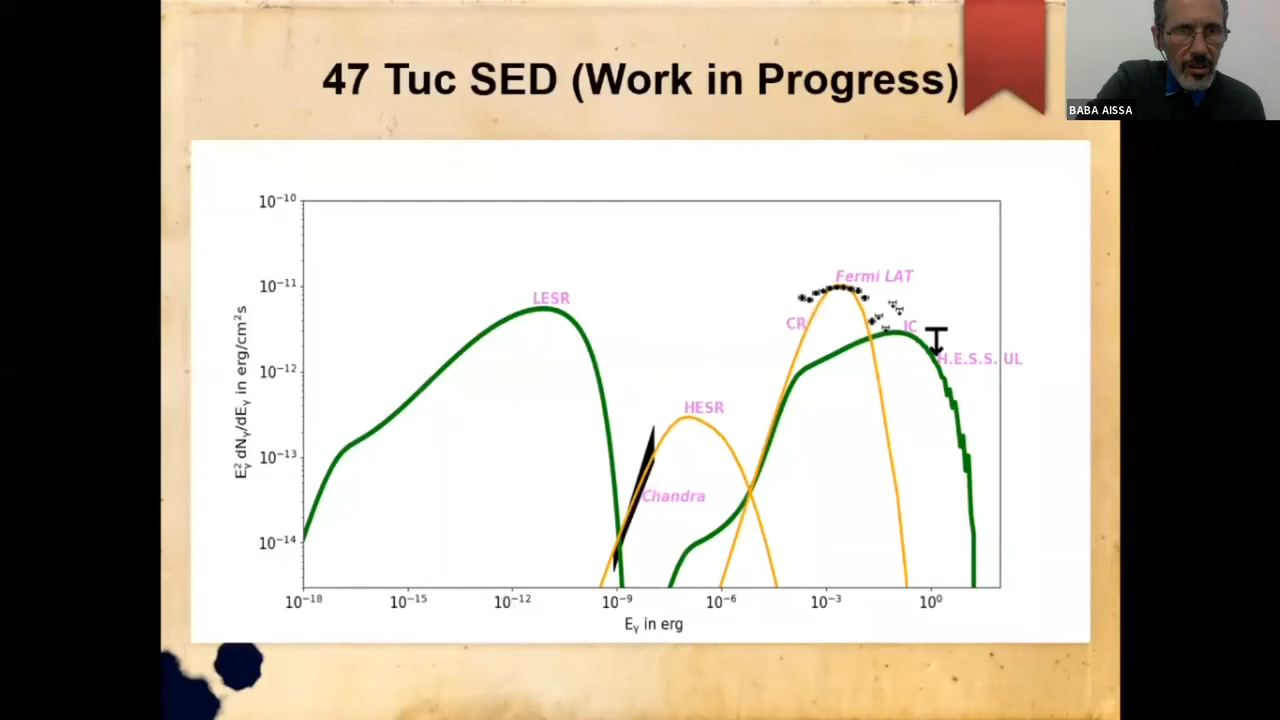 47 Tuc SED (Work in Progress)
BABA AISSA
10⁻¹⁰
10⁻¹¹
10⁻¹²
10⁻¹³
10⁻¹⁴
E²ᵧ dNᵧ/dEᵧ in erg/cm²s
LESR
Fermi LAT
CR
IC
H.E.S.S. UL
HESR
Chandra
10⁻¹⁸ 10⁻¹⁵ 10⁻¹² 10⁻⁹ 10⁻⁶ 10⁻³ 10⁰
Eᵧ in erg